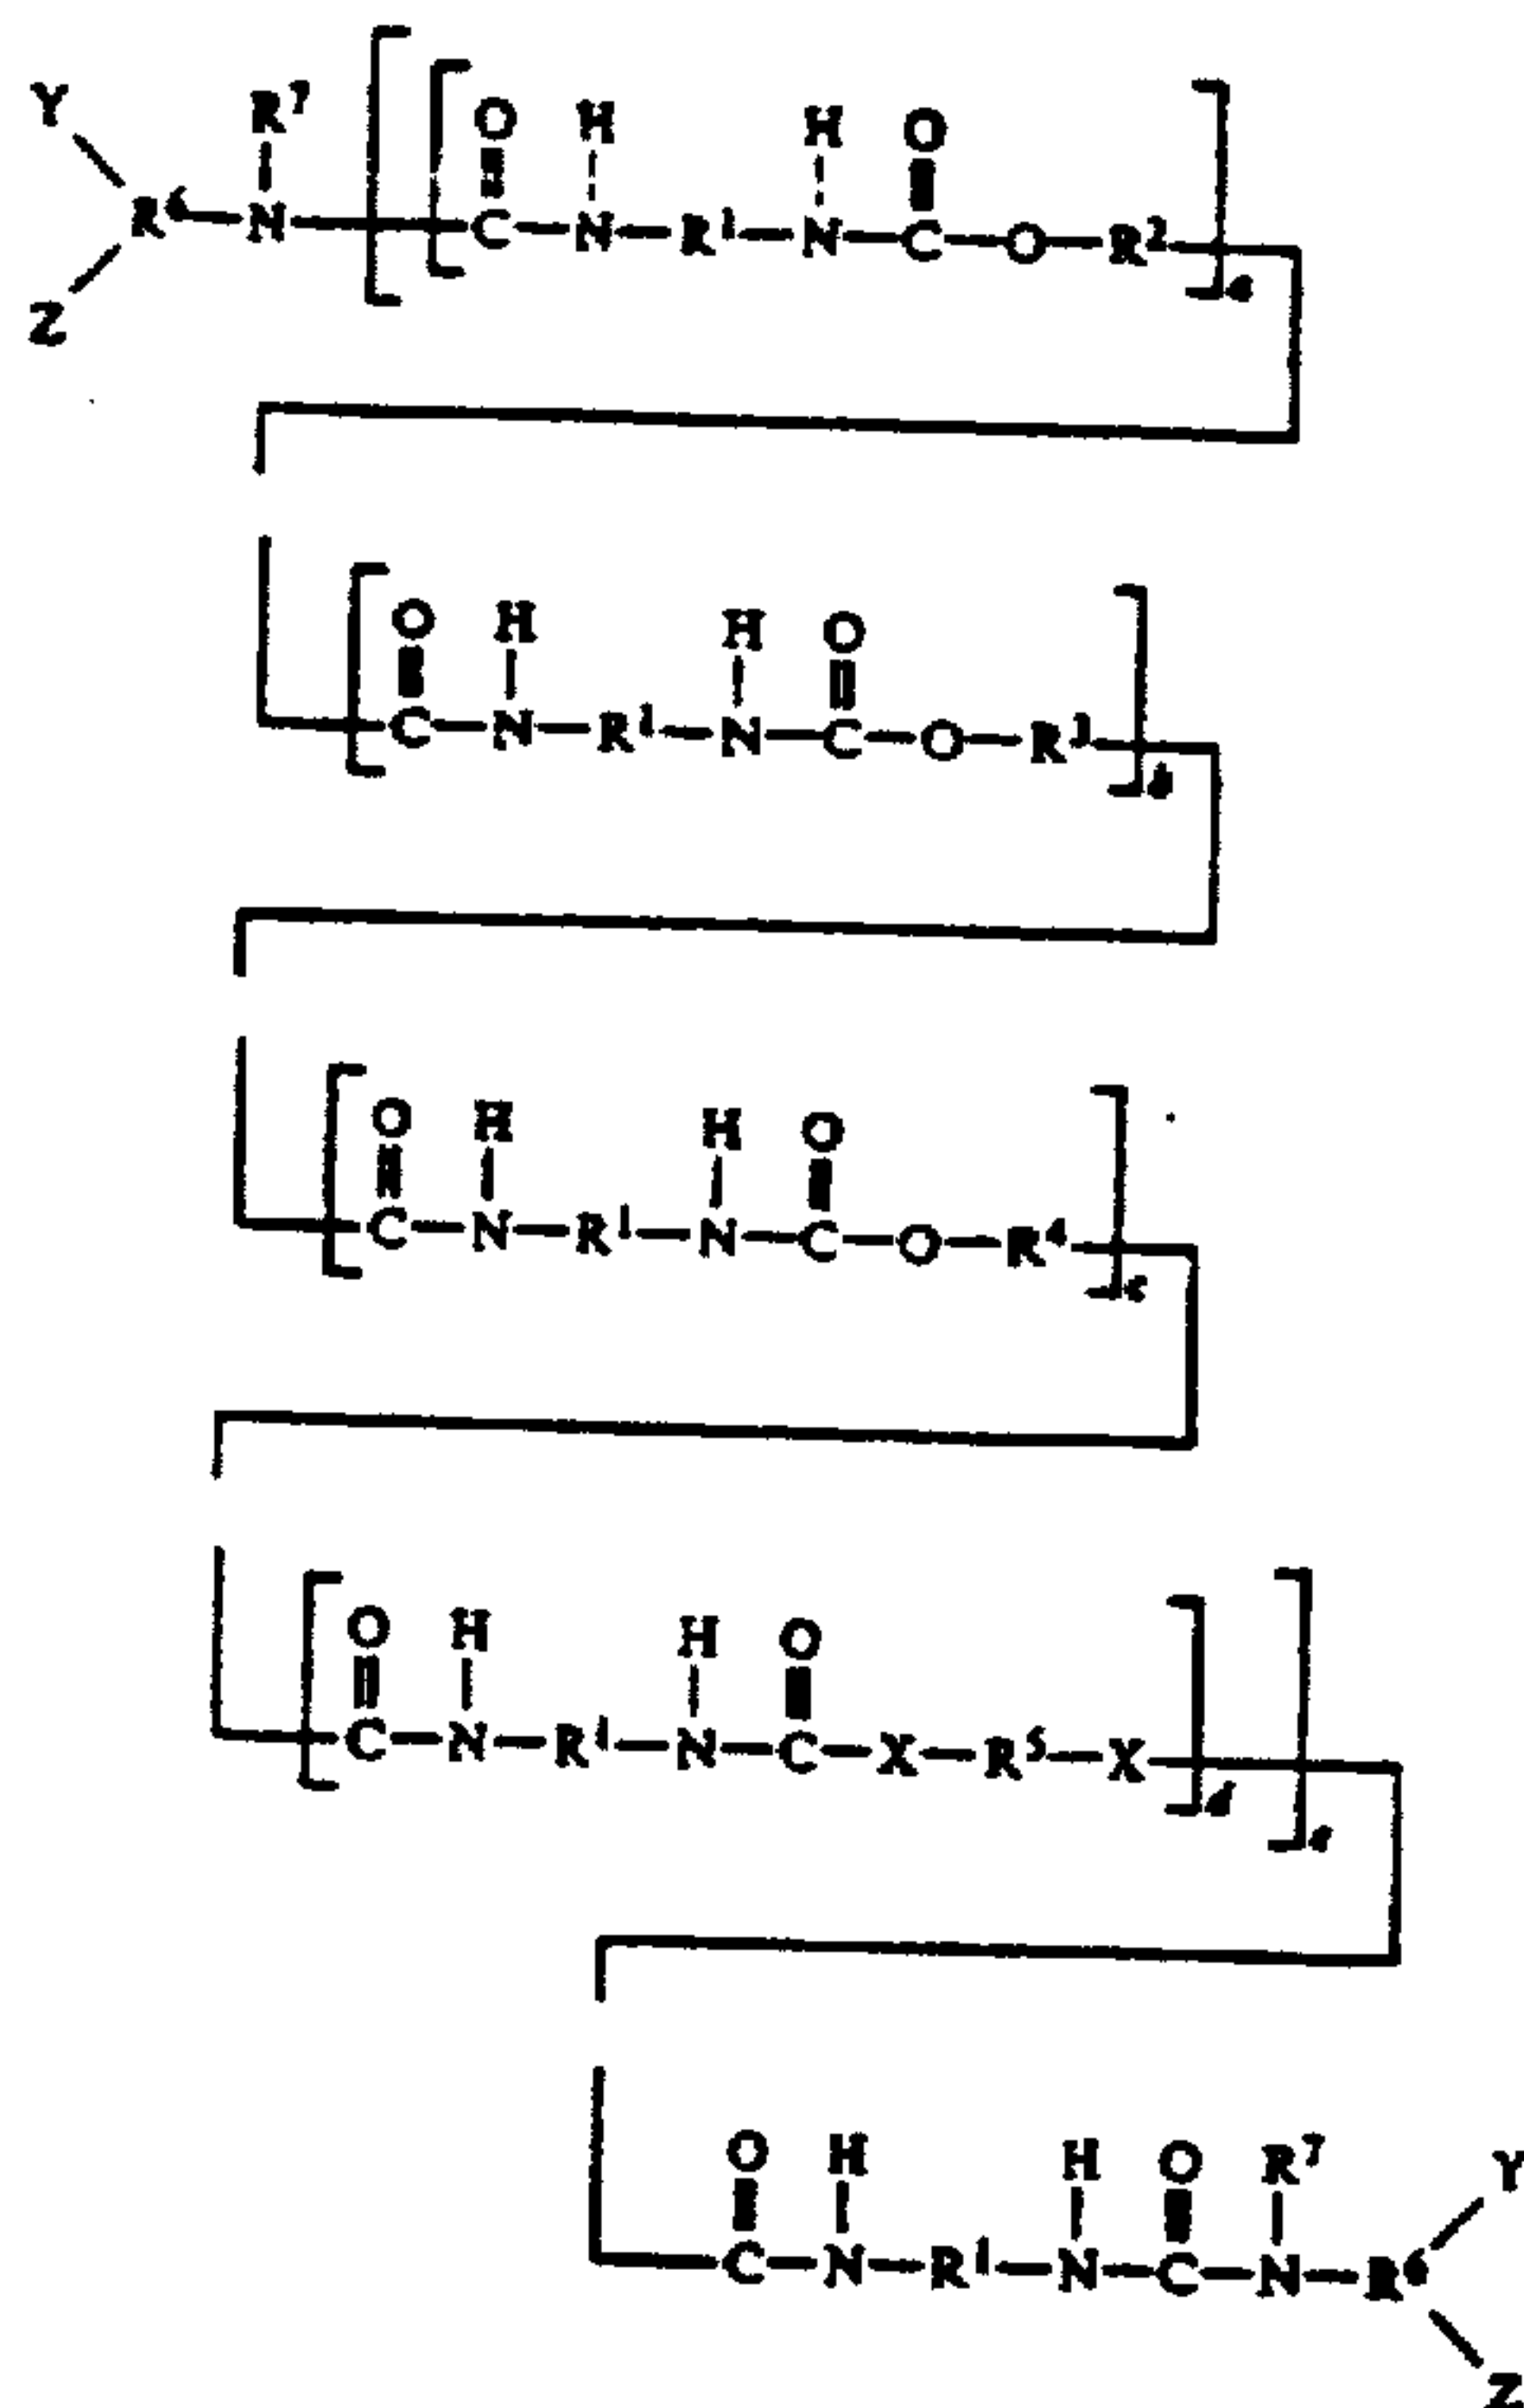 Y R⁷ O H H O
R⁶ N C N R¹ N C O R²
Z
O H H O
C N R¹ N C O R³
O H H O
C N R¹ N C O R⁴
O H H O
C N R¹ N C X R⁵ X
O H H O R⁷ Y
C N R¹ N C N R⁶
Z